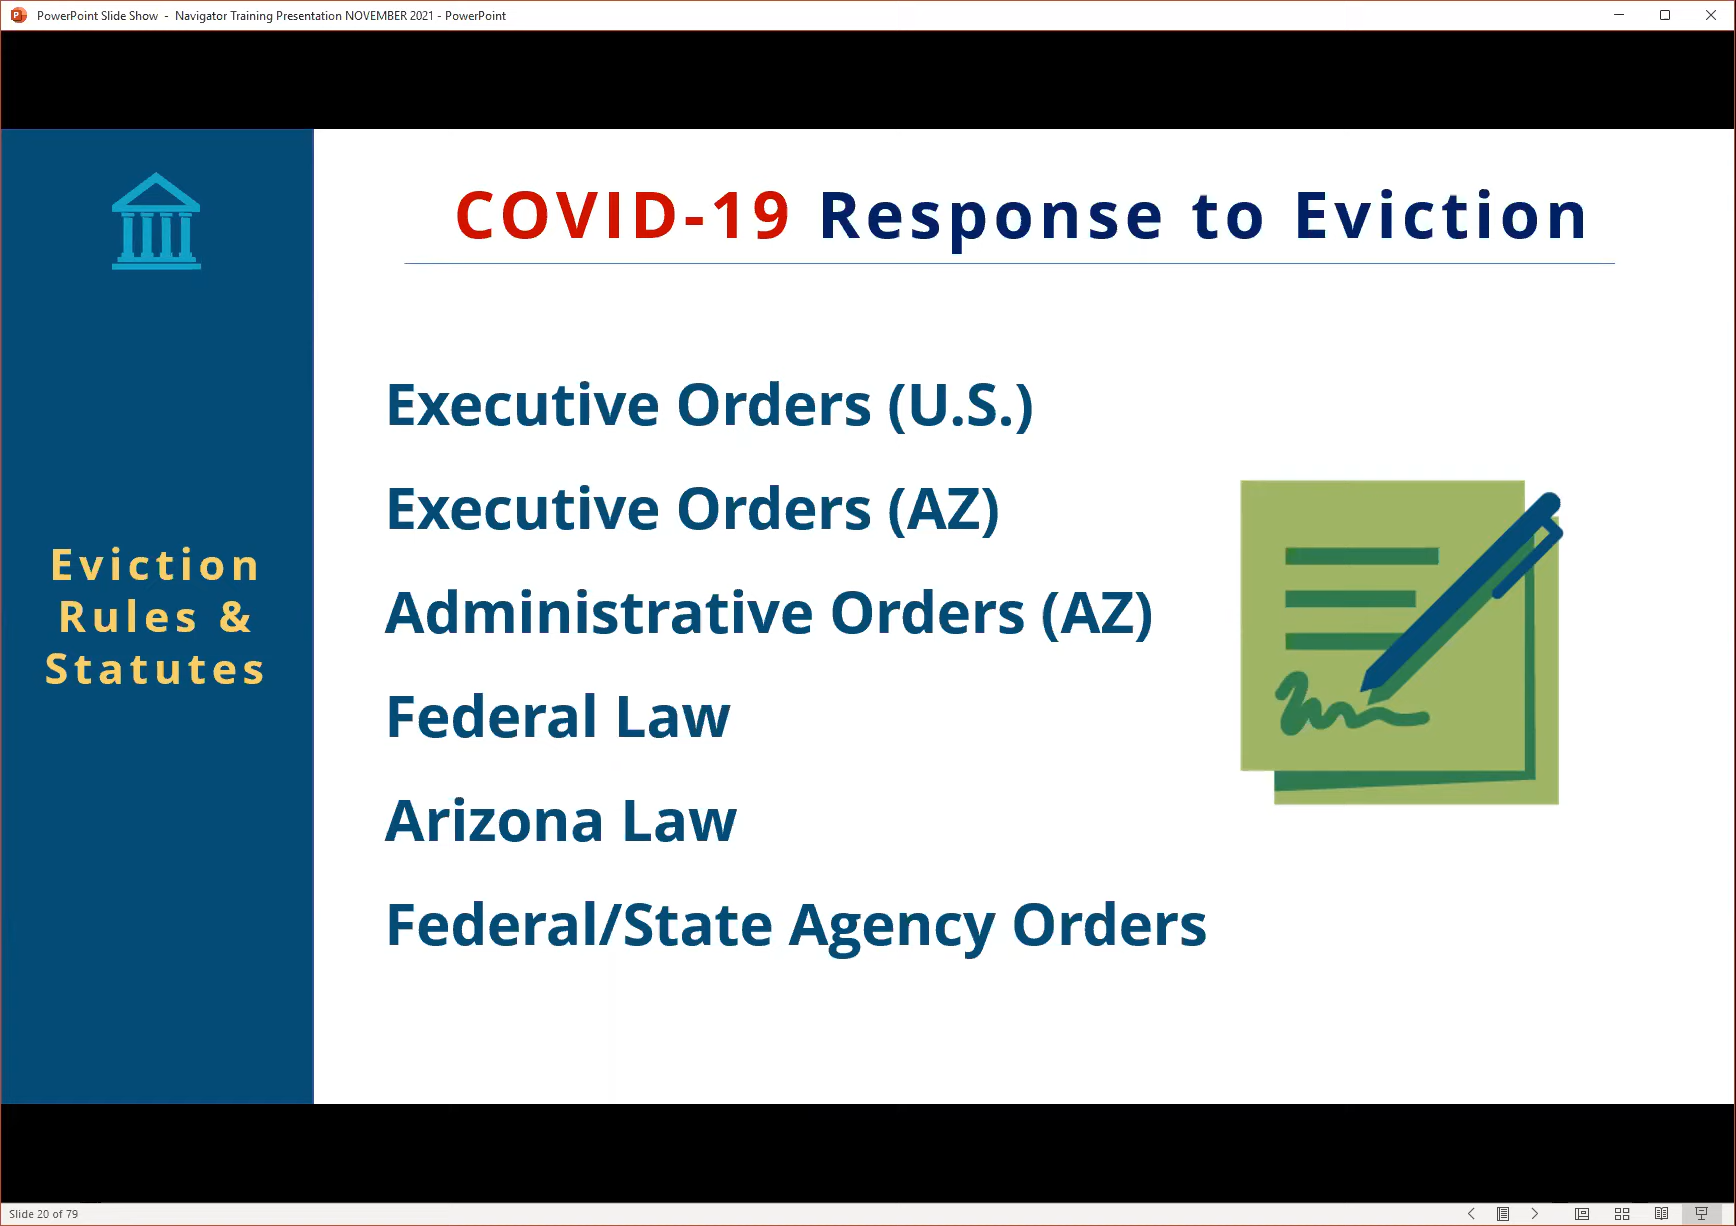 PowerPoint Slide Show - Navigator Training Presentation NOVEMBER 2021 - PowerPoint
COVID-19 Response to Eviction
Eviction
Rules &
Statutes
Executive Orders (U.S.)
Executive Orders (AZ)
Administrative Orders (AZ)
Federal Law
Arizona Law
Federal/State Agency Orders
Slide 20 of 79